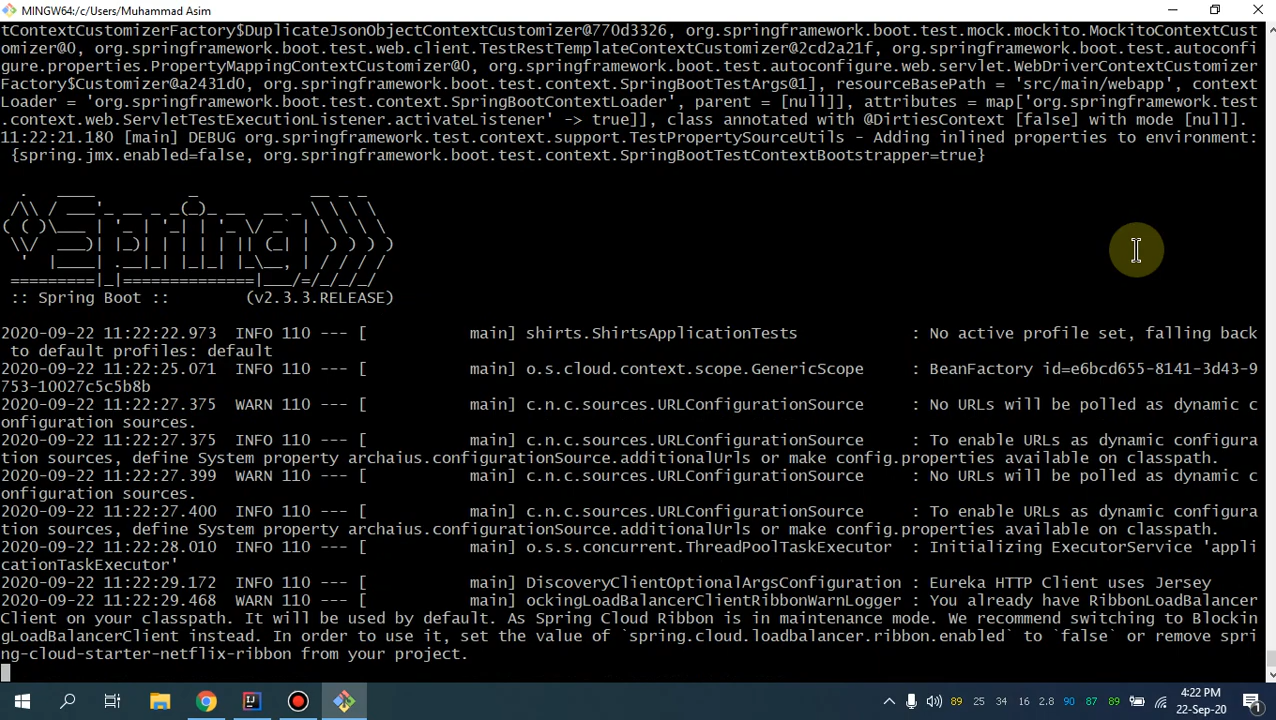 MINGW64:/c/Users/Muhammad Asim
tContextCustomizerFactory$DuplicateJsonObjectContextCustomizer@770d3326, org.springframework.boot.test.mock.mockito.MockitoContextCust
omizer@0, org.springframework.boot.test.web.client.TestRestTemplateContextCustomizer@2cd2a21f, org.springframework.boot.test.autoconfi
gure.properties.PropertyMappingContextCustomizer@0, org.springframework.boot.test.autoconfigure.web.servlet.WebDriverContextCustomizer
Factory$Customizer@a2431d0, org.springframework.boot.test.context.SpringBootTestArgs@1], resourceBasePath = 'src/main/webapp', context
Loader = 'org.springframework.boot.test.context.SpringBootContextLoader', parent = [null]], attributes = map['org.springframework.test
.context.web.ServletTestExecutionListener.activateListener' -> true]], class annotated with @DirtiesContext [false] with mode [null].
11:22:21.180 [main] DEBUG org.springframework.test.context.support.TestPropertySourceUtils - Adding inlined properties to environment:
{spring.jmx.enabled=false, org.springframework.boot.test.context.SpringBootTestContextBootstrapper=true}
Spring
:: Spring Boot :: (v2.3.3.RELEASE)
2020-09-22 11:22:22.973 INFO 110 --- [ main] shirts.ShirtsApplicationTests : No active profile set, falling back
to default profiles: default
2020-09-22 11:22:25.071 INFO 110 --- [ main] o.s.cloud.context.scope.GenericScope : BeanFactory id=e6bcd655-8141-3d43-9
753-10027c5c5b8b
2020-09-22 11:22:27.375 WARN 110 --- [ main] c.n.c.sources.URLConfigurationSource : No URLs will be polled as dynamic c
onfiguration sources.
2020-09-22 11:22:27.375 INFO 110 --- [ main] c.n.c.sources.URLConfigurationSource : To enable URLs as dynamic configura
tion sources, define System property archaius.configurationSource.additionalUrls or make config.properties available on classpath.
2020-09-22 11:22:27.399 WARN 110 --- [ main] c.n.c.sources.URLConfigurationSource : No URLs will be polled as dynamic c
onfiguration sources.
2020-09-22 11:22:27.400 INFO 110 --- [ main] c.n.c.sources.URLConfigurationSource : To enable URLs as dynamic configura
tion sources, define System property archaius.configurationSource.additionalUrls or make config.properties available on classpath.
2020-09-22 11:22:28.010 INFO 110 --- [ main] o.s.s.concurrent.ThreadPoolTaskExecutor : Initializing ExecutorService 'appli
cationTaskExecutor'
2020-09-22 11:22:29.172 INFO 110 --- [ main] DiscoveryClientOptionalArgsConfiguration : Eureka HTTP Client uses Jersey
2020-09-22 11:22:29.468 WARN 110 --- [ main] ockingLoadBalancerClientRibbonWarnLogger : You already have RibbonLoadBalancer
Client on your classpath. It will be used by default. As Spring Cloud Ribbon is in maintenance mode. We recommend switching to Blockin
gLoadBalancerClient instead. In order to use it, set the value of `spring.cloud.loadbalancer.ribbon.enabled` to `false` or remove spri
ng-cloud-starter-netflix-ribbon from your project.
89 25 34 16 2.8 90 87 89
4:22 PM
22-Sep-20
1